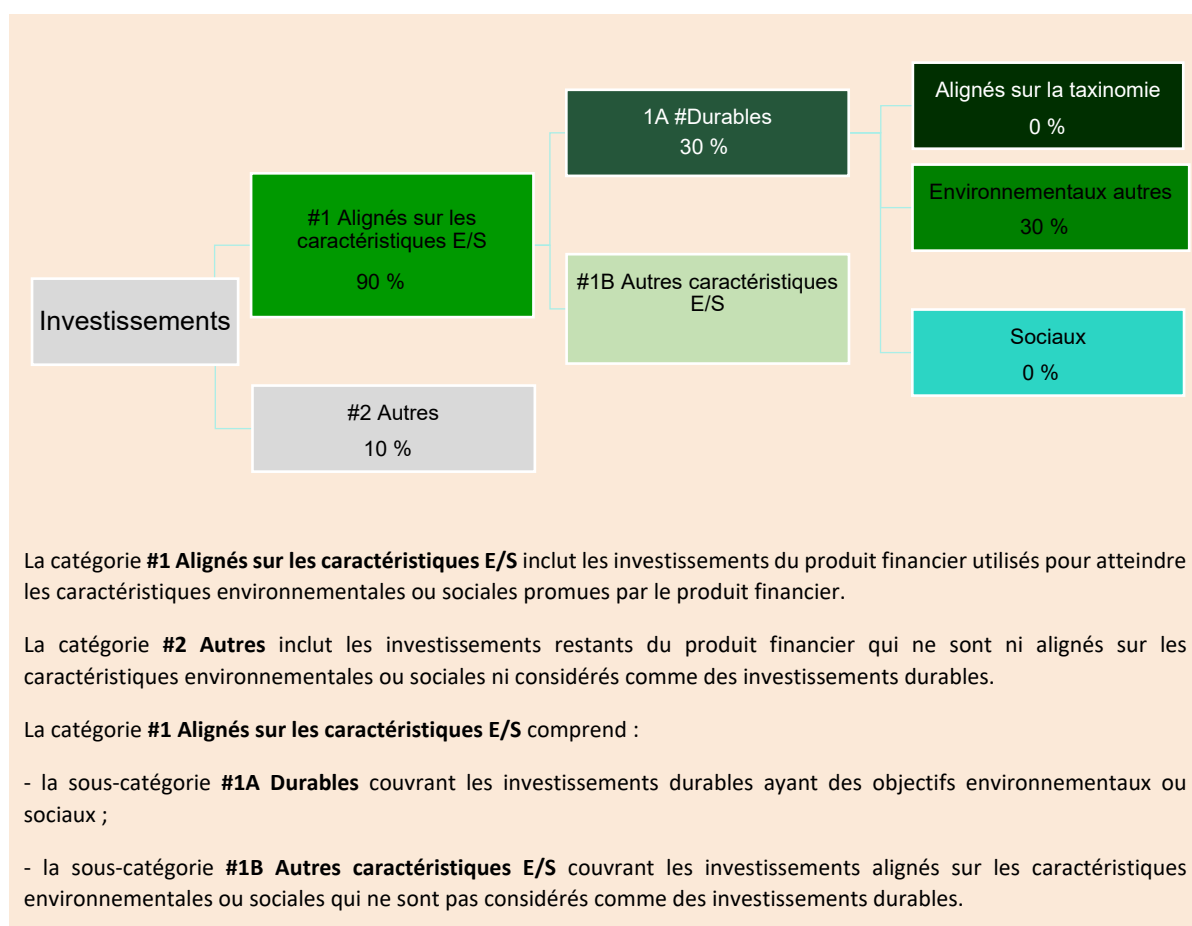 Alignés sur la taxinomie
0 %
1A #Durables
30 %
Environnementaux autres
30 %
#1 Alignés sur les
caractéristiques E/S
90 %
#1B Autres caractéristiques
E/S
Investissements
Sociaux
0 %
#2 Autres
10 %
La catégorie #1 Alignés sur les caractéristiques E/S inclut les investissements du produit financier utilisés pour atteindre
les caractéristiques environnementales ou sociales promues par le produit financier.
La catégorie #2 Autres inclut les investissements restants du produit financier qui ne sont ni alignés sur les
caractéristiques environnementales ou sociales ni considérés comme des investissements durables.
La catégorie #1 Alignés sur les caractéristiques E/S comprend :
- la sous-catégorie #1A Durables couvrant les investissements durables ayant des objectifs environnementaux ou
sociaux ;
- la sous-catégorie #1B Autres caractéristiques E/S couvrant les investissements alignés sur les caractéristiques
environnementales ou sociales qui ne sont pas considérés comme des investissements durables.